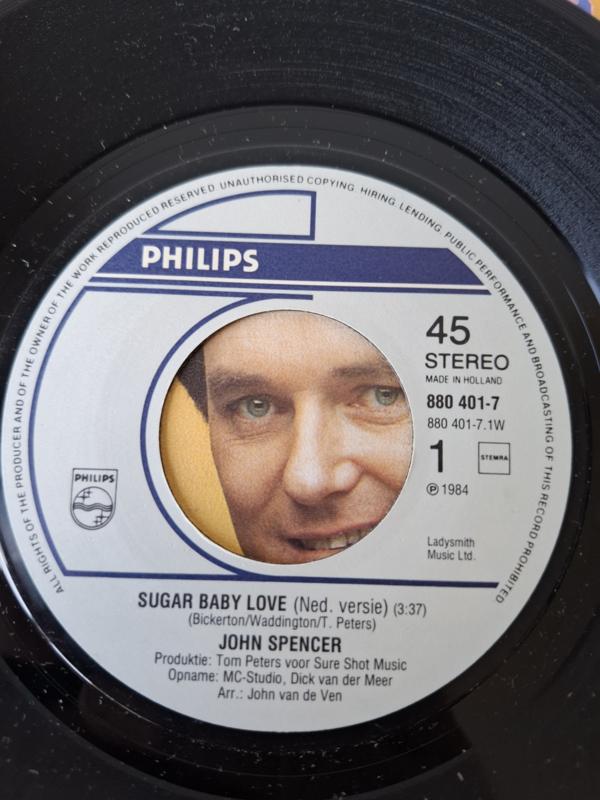 ALL RIGHTS OF THE PRODUCER AND OF THE OWNER OF THE WORK REPRODUCED RESERVED. UNAUTHORISED COPYING. HIRING. LENDING. PUBLIC PERFORMANCE AND BROADCASTING OF THIS RECORD PROHIBITED
PHILIPS
45
STEREO
MADE IN HOLLAND
880 401-7
880 401-7.1W
1
STEMRA
℗ 1984
PHILIPS
Ladysmith
Music Ltd.
SUGAR BABY LOVE (Ned. versie) (3:37)
(Bickerton/Waddington/T. Peters)
JOHN SPENCER
Produktie: Tom Peters voor Sure Shot Music
Opname: MC-Studio, Dick van der Meer
Arr.: John van de Ven